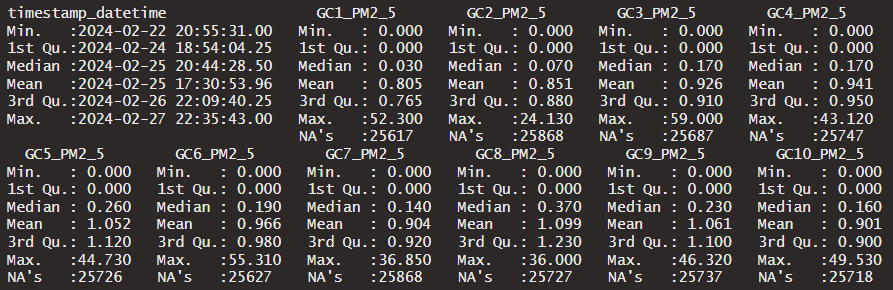 timestamp_datetime GC1_PM2_5 GC2_PM2_5 GC3_PM2_5 GC4_PM2_5
Min. :2024-02-22 20:55:31.00 Min. : 0.000 Min. : 0.000 Min. : 0.000 Min. : 0.000
1st Qu.:2024-02-24 18:54:04.25 1st Qu.: 0.000 1st Qu.: 0.000 1st Qu.: 0.000 1st Qu.: 0.000
Median :2024-02-25 20:44:28.50 Median : 0.030 Median : 0.070 Median : 0.170 Median : 0.170
Mean :2024-02-25 17:30:53.96 Mean : 0.805 Mean : 0.851 Mean : 0.926 Mean : 0.941
3rd Qu.:2024-02-26 22:09:40.25 3rd Qu.: 0.765 3rd Qu.: 0.880 3rd Qu.: 0.910 3rd Qu.: 0.950
Max. :2024-02-27 22:35:43.00 Max. :52.300 Max. :24.130 Max. :59.000 Max. :43.120
NA's :25617 NA's :25868 NA's :25687 NA's :25747
GC5_PM2_5 GC6_PM2_5 GC7_PM2_5 GC8_PM2_5 GC9_PM2_5 GC10_PM2_5
Min. : 0.000 Min. : 0.000 Min. : 0.000 Min. : 0.000 Min. : 0.000 Min. : 0.000
1st Qu.: 0.000 1st Qu.: 0.000 1st Qu.: 0.000 1st Qu.: 0.000 1st Qu.: 0.000 1st Qu.: 0.000
Median : 0.260 Median : 0.190 Median : 0.140 Median : 0.370 Median : 0.230 Median : 0.160
Mean : 1.052 Mean : 0.966 Mean : 0.904 Mean : 1.099 Mean : 1.061 Mean : 0.901
3rd Qu.: 1.120 3rd Qu.: 0.980 3rd Qu.: 0.920 3rd Qu.: 1.230 3rd Qu.: 1.100 3rd Qu.: 0.900
Max. :44.730 Max. :55.310 Max. :36.850 Max. :36.000 Max. :46.320 Max. :49.530
NA's :25726 NA's :25627 NA's :25868 NA's :25727 NA's :25737 NA's :25718